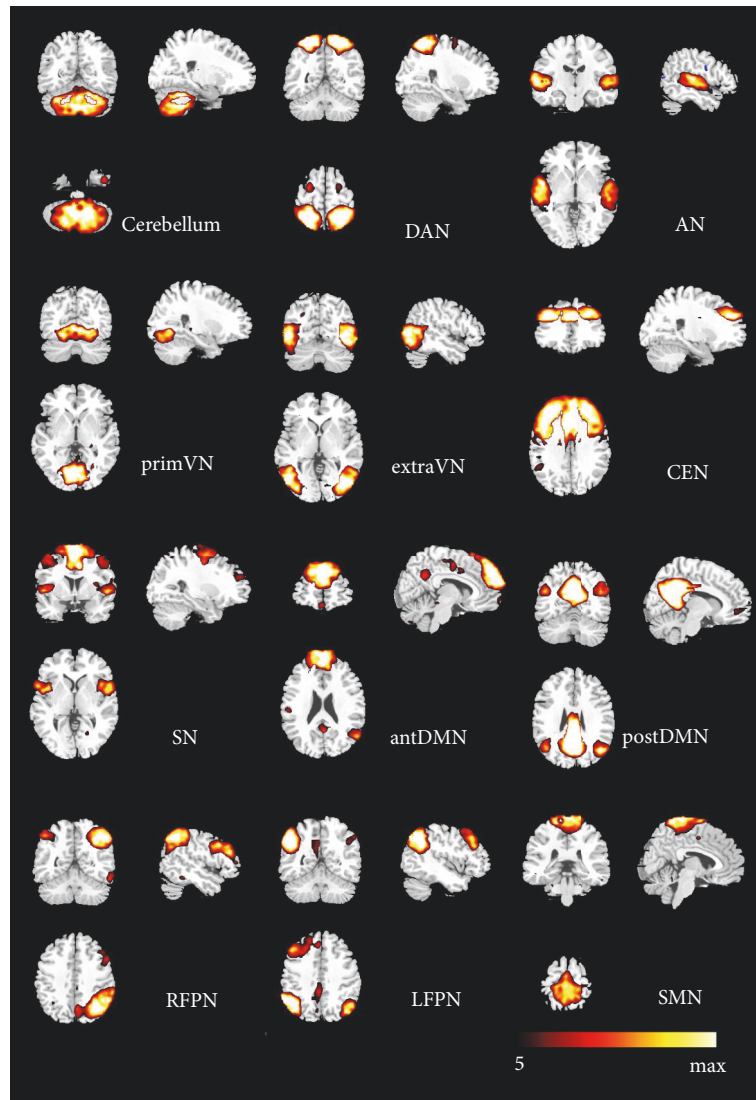 Cerebellum
DAN
AN
primVN
extraVN
CEN
SN
antDMN
postDMN
RFPN
LFPN
SMN
5
max